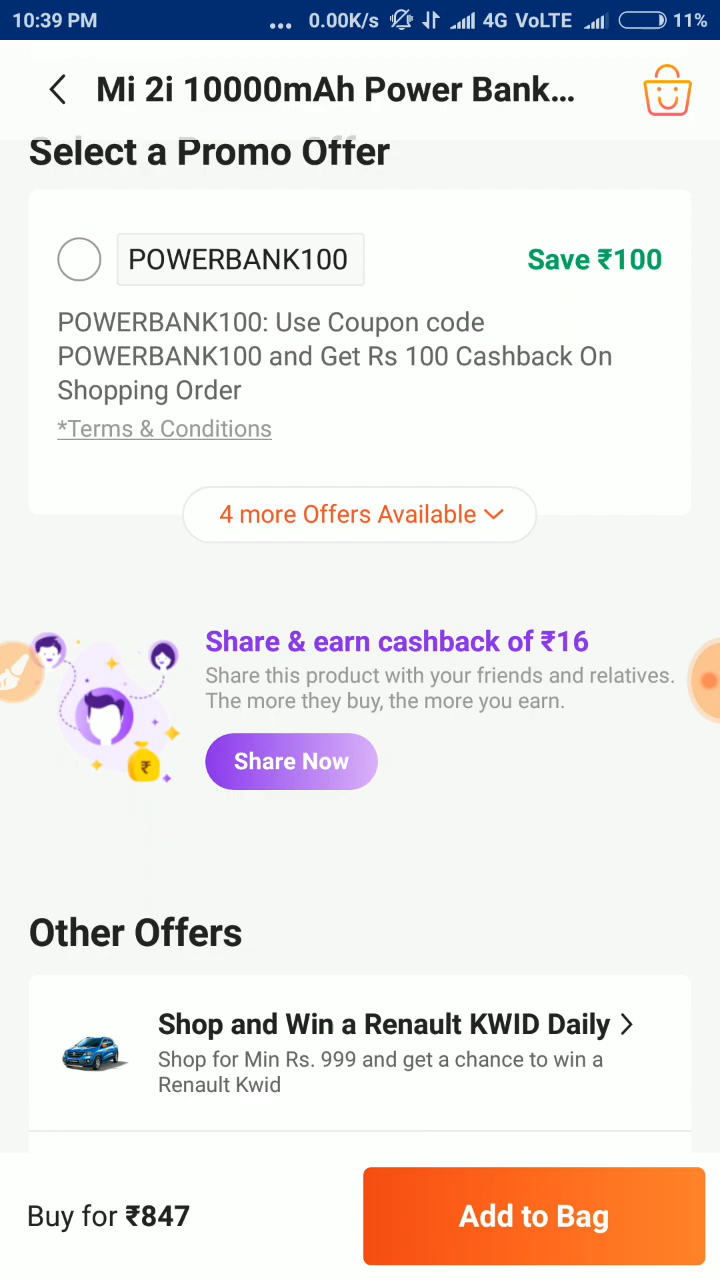 10:39 PM ... 0.00K/s 4G VoLTE 11%
Mi 2i 10000mAh Power Bank...
Select a Promo Offer
POWERBANK100 Save ₹100
POWERBANK100: Use Coupon code
POWERBANK100 and Get Rs 100 Cashback On
Shopping Order
*Terms & Conditions
4 more Offers Available
Share & earn cashback of ₹16
Share this product with your friends and relatives.
The more they buy, the more you earn.
₹
Share Now
Other Offers
Shop and Win a Renault KWID Daily
Shop for Min Rs. 999 and get a chance to win a
Renault Kwid
Buy for ₹847 Add to Bag